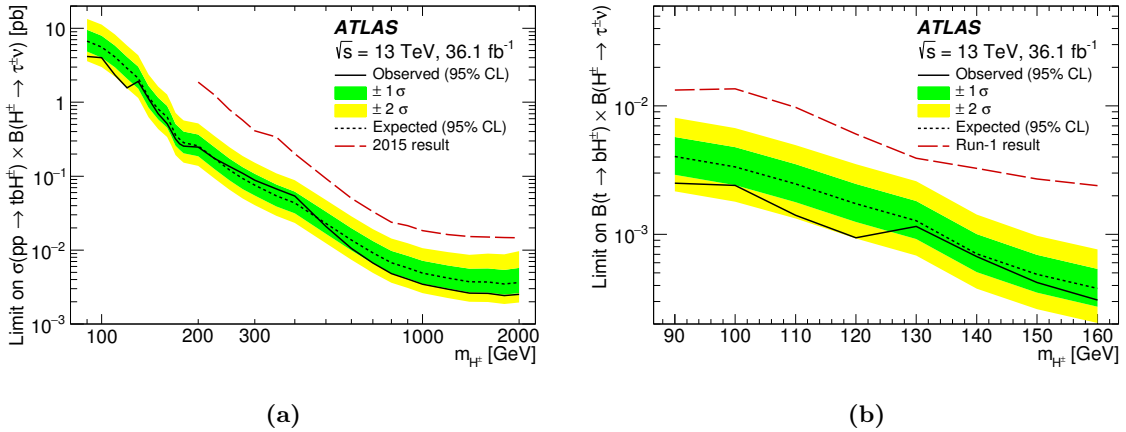 Limit on σ(pp → tbH±) × B(H± → τ±ν) [pb]
10
1
10⁻¹
10⁻²
10⁻³
ATLAS
√s = 13 TeV, 36.1 fb⁻¹
Observed (95% CL)
± 1 σ
± 2 σ
Expected (95% CL)
2015 result
100 200 300 1000 2000
m_H± [GeV]
(a)
Limit on B(t → bH±) × B(H± → τ±ν)
10⁻²
10⁻³
ATLAS
√s = 13 TeV, 36.1 fb⁻¹
Observed (95% CL)
± 1 σ
± 2 σ
Expected (95% CL)
Run-1 result
90 100 110 120 130 140 150 160
m_H± [GeV]
(b)